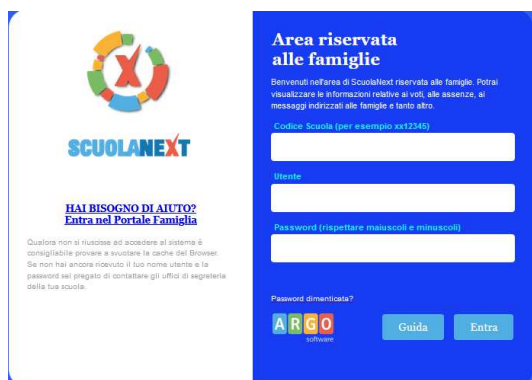 SCUOLANEXT
HAI BISOGNO DI AIUTO?
Entra nel Portale Famiglia
Qualora non si riuscisse ad accedere al sistema è
consigliabile provare a svuotare la cache del Browser.
Se non hai ancora ricevuto il tuo nome utente e la
password sei pregato di contattare gli uffici di segreteria
della tua scuola.
Area riservata
alle famiglie
Benvenuti nell'area di ScuolaNext riservata alle famiglie. Potrai
visualizzare le informazioni relative ai voti, alle assenze, ai
messaggi indirizzati alle famiglie e tanto altro.
Codice Scuola (per esempio xx12345)
Utente
Password (rispettare maiuscoli e minuscoli)
Password dimenticata?
ARGO
software
Guida
Entra